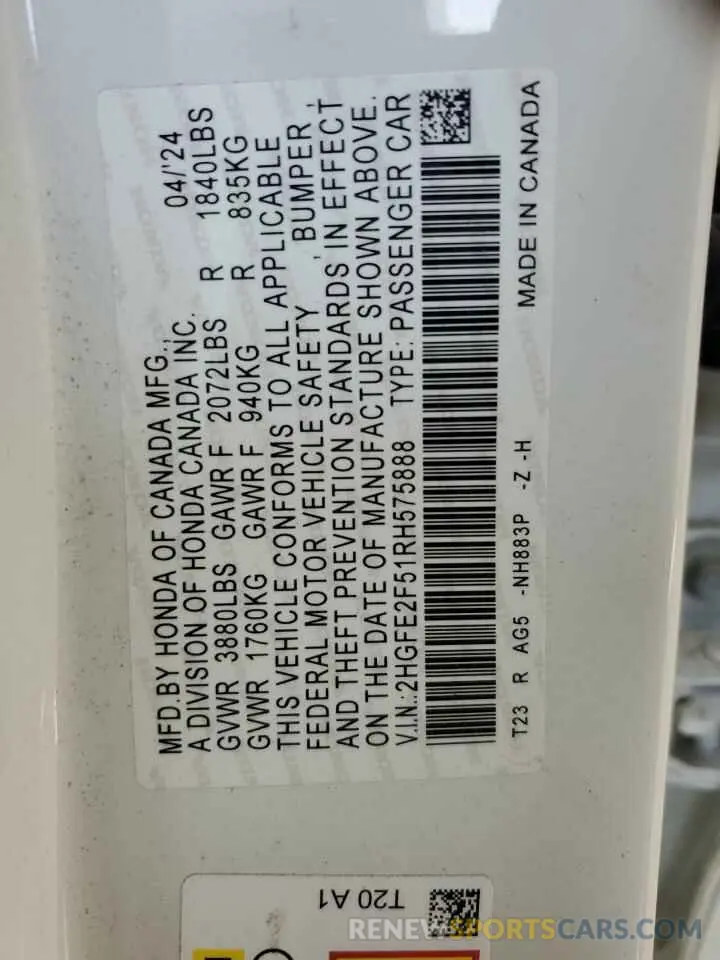 MFD.BY HONDA OF CANADA MFG., 04/'24
A DIVISION OF HONDA CANADA INC.
GVWR 3880LBS GAWR F 2072LBS R 1840LBS
GVWR 1760KG GAWR F 940KG R 835KG
THIS VEHICLE CONFORMS TO ALL APPLICABLE
FEDERAL MOTOR VEHICLE SAFETY , BUMPER ,
AND THEFT PREVENTION STANDARDS IN EFFECT
ON THE DATE OF MANUFACTURE SHOWN ABOVE.
V.I.N.:2HGFE2F51RH575888 TYPE: PASSENGER CAR
T23 R AG5 -NH883P -Z -H MADE IN CANADA
T20 A1
RENEWSPORTSCARS.COM